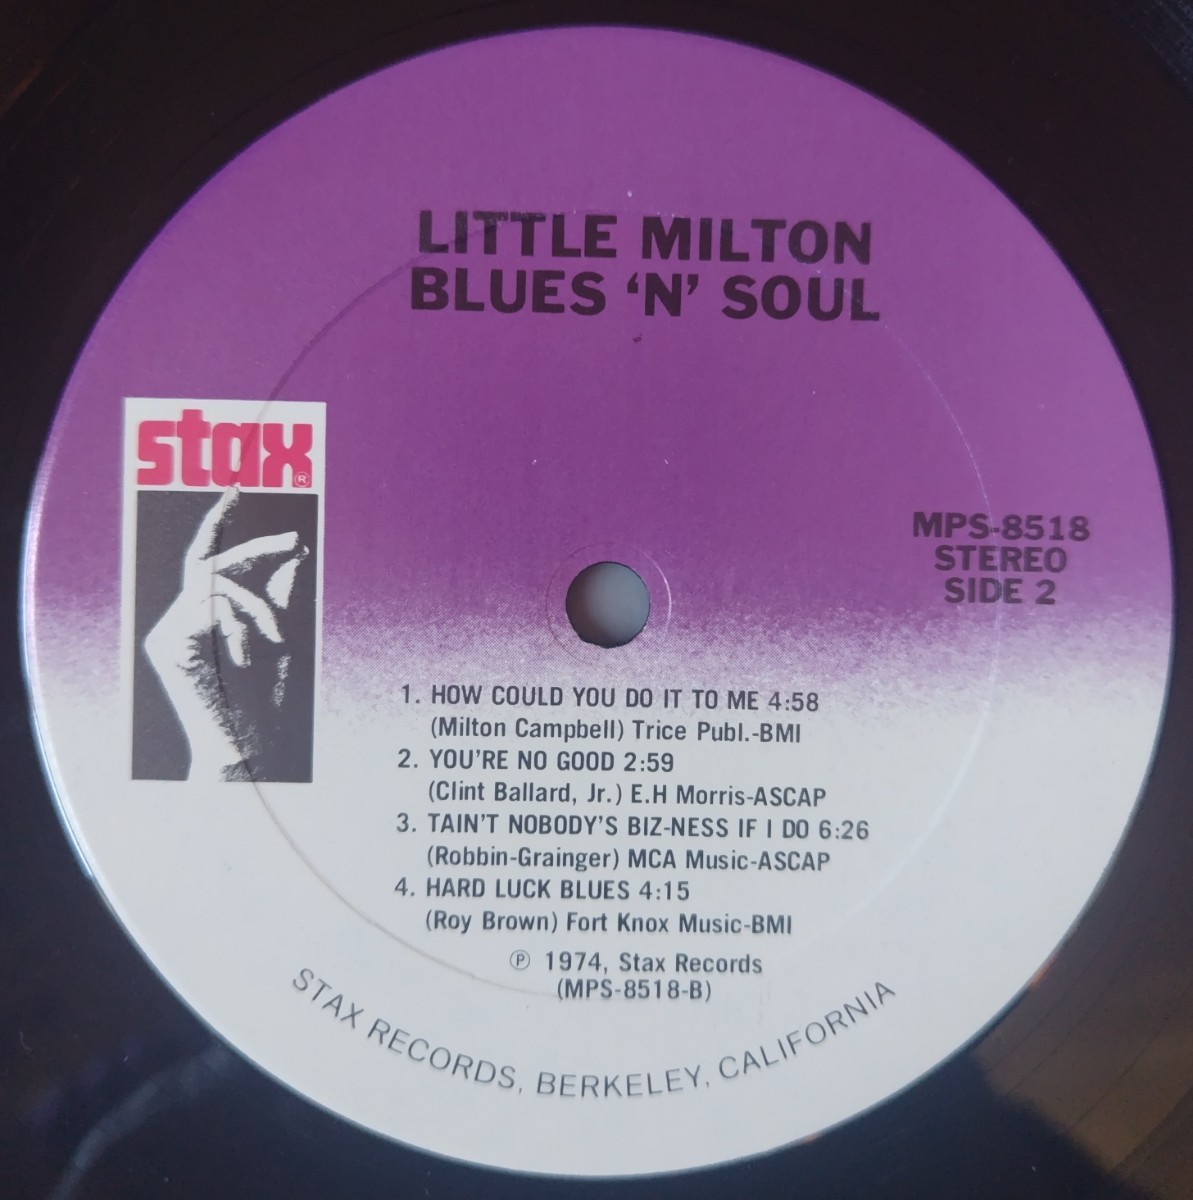 LITTLE MILTON
BLUES ‘N’ SOUL
stax®
MPS-8518
STEREO
SIDE 2
1. HOW COULD YOU DO IT TO ME 4:58
(Milton Campbell) Trice Publ.-BMI
2. YOU'RE NO GOOD 2:59
(Clint Ballard, Jr.) E.H Morris-ASCAP
3. TAIN'T NOBODY'S BIZ-NESS IF I DO 6:26
(Robbin-Grainger) MCA Music-ASCAP
4. HARD LUCK BLUES 4:15
(Roy Brown) Fort Knox Music-BMI
℗ 1974, Stax Records
(MPS-8518-B)
STAX RECORDS, BERKELEY, CALIFORNIA